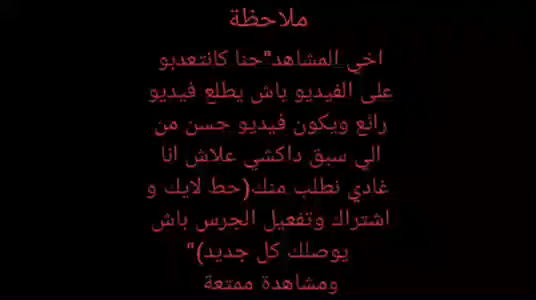 ملاحظة
اخي المشاهد"حنا كانتعدبو
على الفيديو باش يطلع فيديو
رائع ويكون فيديو حسن من
الي سبق داكشي علاش انا
غادي نطلب منك(حط لايك و
اشتراك وتفعيل الجرس باش
يوصلك كل جديد)"
ومشاهدة ممتعة